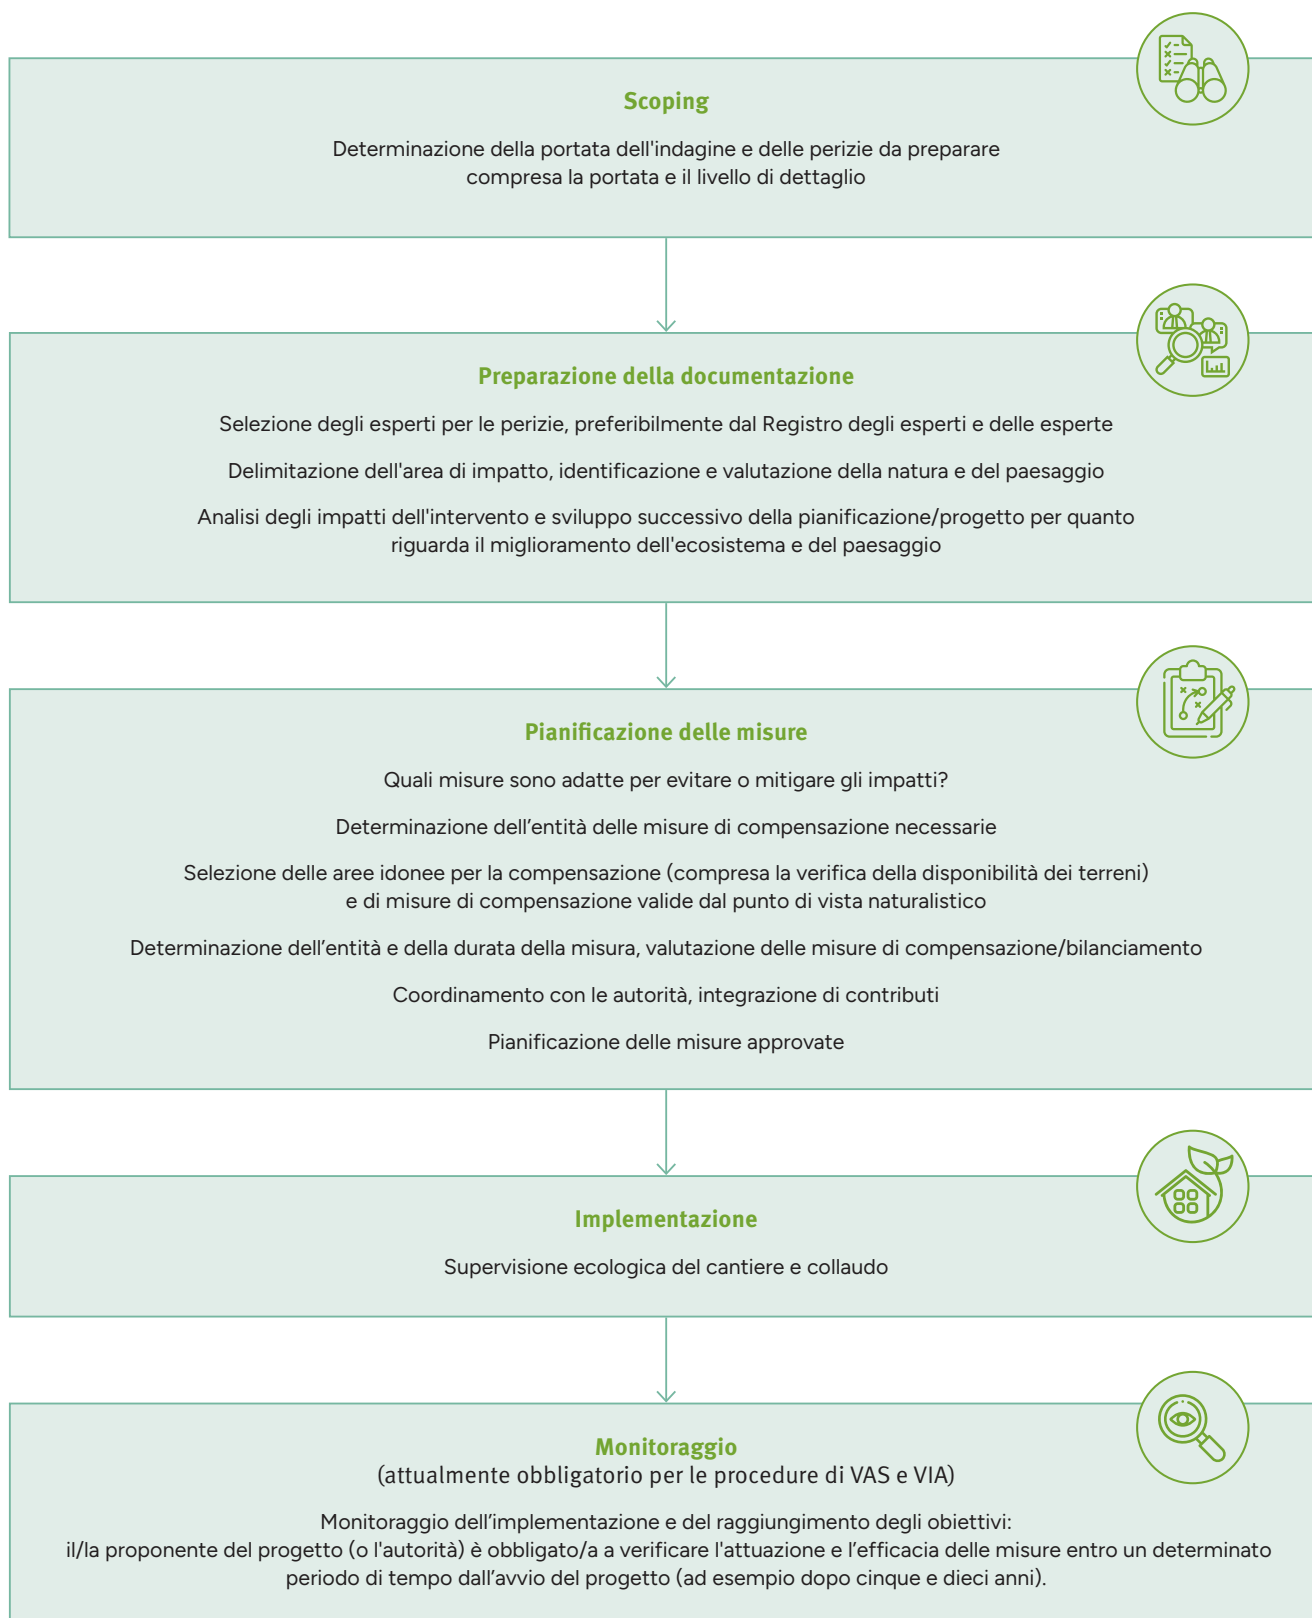 Scoping
Determinazione della portata dell'indagine e delle perizie da preparare
compresa la portata e il livello di dettaglio
Preparazione della documentazione
Selezione degli esperti per le perizie, preferibilmente dal Registro degli esperti e delle esperte
Delimitazione dell'area di impatto, identificazione e valutazione della natura e del paesaggio
Analisi degli impatti dell'intervento e sviluppo successivo della pianificazione/progetto per quanto
riguarda il miglioramento dell'ecosistema e del paesaggio
Pianificazione delle misure
Quali misure sono adatte per evitare o mitigare gli impatti?
Determinazione dell’entità delle misure di compensazione necessarie
Selezione delle aree idonee per la compensazione (compresa la verifica della disponibilità dei terreni)
e di misure di compensazione valide dal punto di vista naturalistico
Determinazione dell’entità e della durata della misura, valutazione delle misure di compensazione/bilanciamento
Coordinamento con le autorità, integrazione di contributi
Pianificazione delle misure approvate
Implementazione
Supervisione ecologica del cantiere e collaudo
Monitoraggio
(attualmente obbligatorio per le procedure di VAS e VIA)
Monitoraggio dell’implementazione e del raggiungimento degli obiettivi:
il/la proponente del progetto (o l'autorità) è obbligato/a a verificare l'attuazione e l’efficacia delle misure entro un determinato
periodo di tempo dall’avvio del progetto (ad esempio dopo cinque e dieci anni).